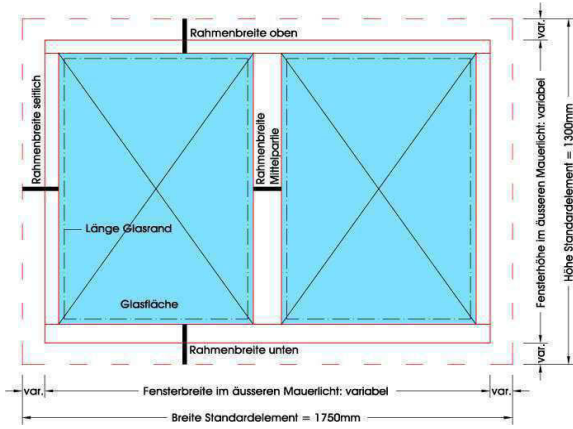 Rahmenbreite oben
var.
Rahmenbreite seitlich
Rahmenbreite
Mittelpartie
Fensterhöhe im äusseren Mauerlicht: variabel
Höhe Standardelement = 1300mm
Länge Glasrand
Glasfläche
Rahmenbreite unten
var.
var.
Fensterbreite im äusseren Mauerlicht: variabel
var.
Breite Standardelement = 1750mm